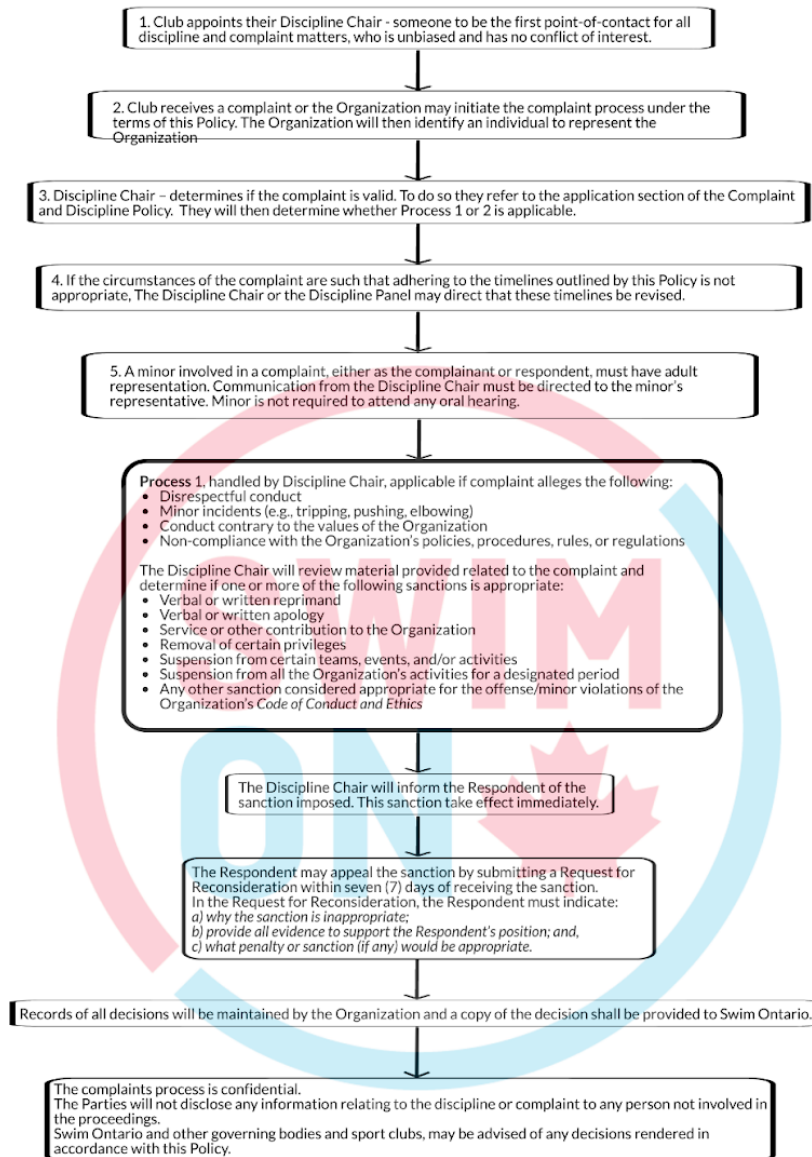 1. Club appoints their Discipline Chair - someone to be the first point-of-contact for all
discipline and complaint matters, who is unbiased and has no conflict of interest.
2. Club receives a complaint or the Organization may initiate the complaint process under the
terms of this Policy. The Organization will then identify an individual to represent the
Organization
3. Discipline Chair – determines if the complaint is valid. To do so they refer to the application section of the Complaint
and Discipline Policy. They will then determine whether Process 1 or 2 is applicable.
4. If the circumstances of the complaint are such that adhering to the timelines outlined by this Policy is not
appropriate, The Discipline Chair or the Discipline Panel may direct that these timelines be revised.
5. A minor involved in a complaint, either as the complainant or respondent, must have adult
representation. Communication from the Discipline Chair must be directed to the minor's
representative. Minor is not required to attend any oral hearing.
Process 1, handled by Discipline Chair, applicable if complaint alleges the following:
• Disrespectful conduct
• Minor incidents (e.g., tripping, pushing, elbowing)
• Conduct contrary to the values of the Organization
• Non-compliance with the Organization's policies, procedures, rules, or regulations
The Discipline Chair will review material provided related to the complaint and
determine if one or more of the following sanctions is appropriate:
• Verbal or written reprimand
• Verbal or written apology
• Service or other contribution to the Organization
• Removal of certain privileges
• Suspension from certain teams, events, and/or activities
• Suspension from all the Organization's activities for a designated period
• Any other sanction considered appropriate for the offense/minor violations of the
Organization's Code of Conduct and Ethics
The Discipline Chair will inform the Respondent of the
sanction imposed. This sanction take effect immediately.
The Respondent may appeal the sanction by submitting a Request for
Reconsideration within seven (7) days of receiving the sanction.
In the Request for Reconsideration, the Respondent must indicate:
a) why the sanction is inappropriate;
b) provide all evidence to support the Respondent's position; and,
c) what penalty or sanction (if any) would be appropriate.
Records of all decisions will be maintained by the Organization and a copy of the decision shall be provided to Swim Ontario.
The complaints process is confidential.
The Parties will not disclose any information relating to the discipline or complaint to any person not involved in
the proceedings.
Swim Ontario and other governing bodies and sport clubs, may be advised of any decisions rendered in
accordance with this Policy.
SWIM
ON